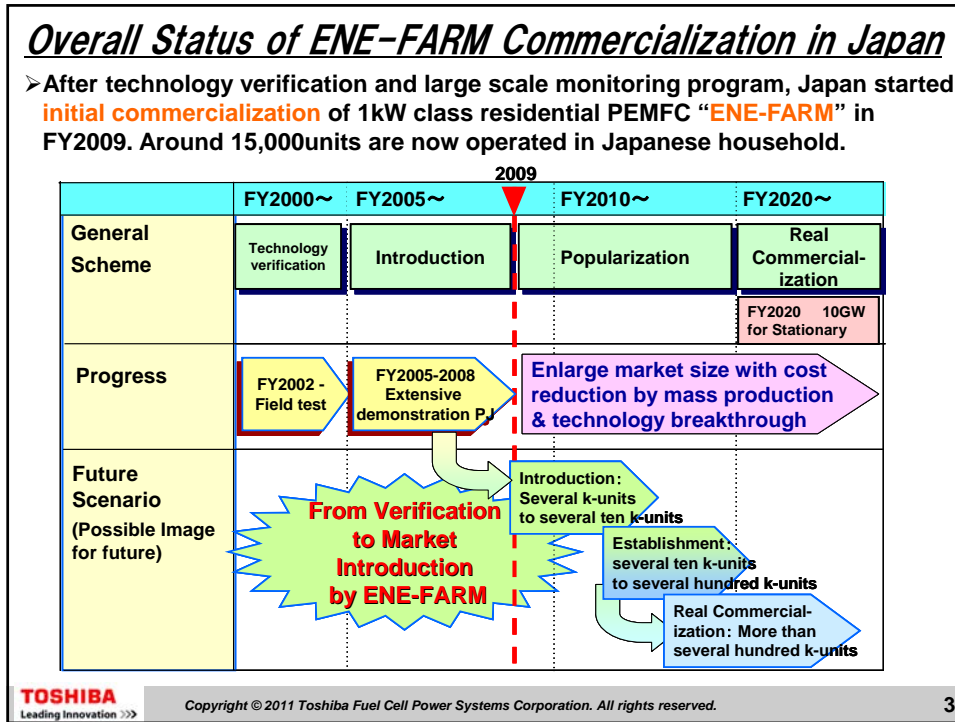 Overall Status of ENE-FARM Commercialization in Japan
➢After technology verification and large scale monitoring program, Japan started
initial commercialization of 1kW class residential PEMFC “ENE-FARM” in
FY2009. Around 15,000units are now operated in Japanese household.
2009
FY2000～ FY2005～ FY2010～ FY2020～
General
Scheme
Technology
verification
Introduction
Popularization
Real
Commercial-
ization
FY2020 10GW
for Stationary
Progress
FY2002 -
Field test
FY2005-2008
Extensive
demonstration PJ
Enlarge market size with cost
reduction by mass production
& technology breakthrough
Future
Scenario
(Possible Image
for future)
From Verification
to Market
Introduction
by ENE-FARM
Introduction:
Several k-units
to several ten k-units
Establishment:
several ten k-units
to several hundred k-units
Real Commercial-
ization: More than
several hundred k-units
TOSHIBA
Leading Innovation >>>
Copyright © 2011 Toshiba Fuel Cell Power Systems Corporation. All rights reserved.
3